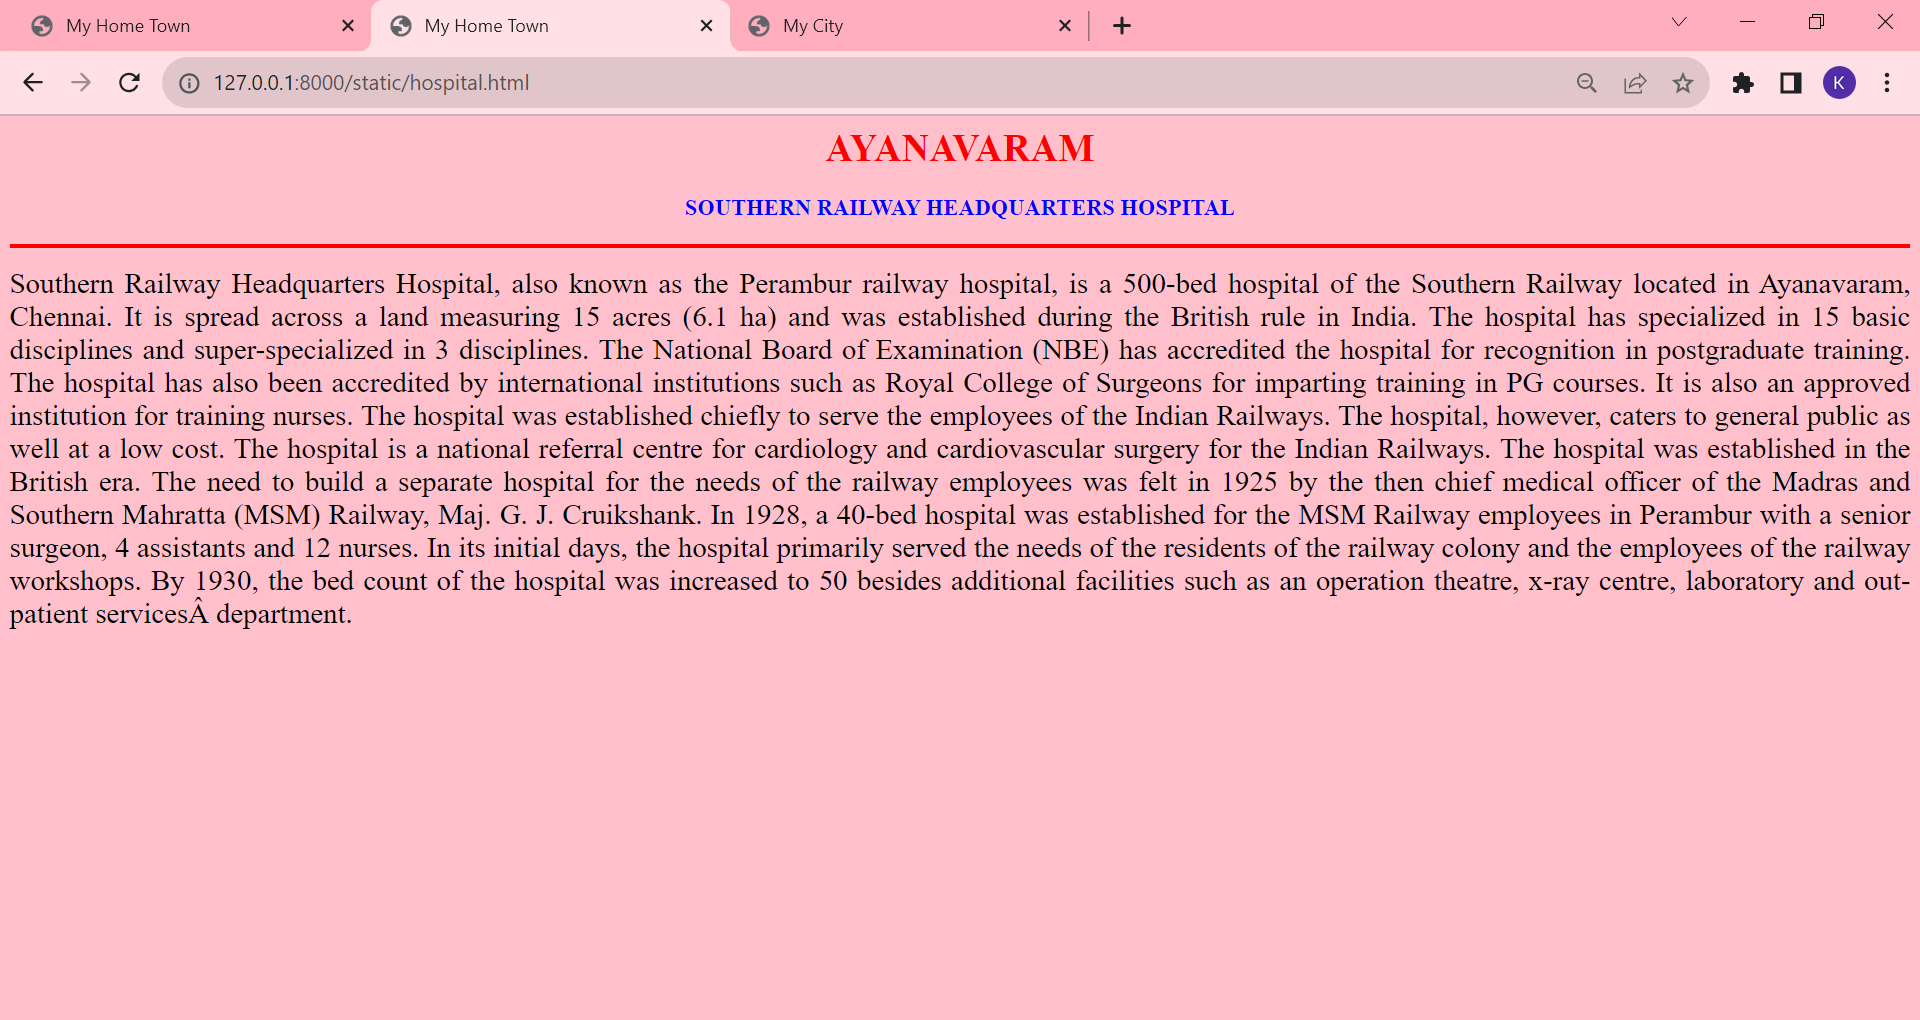 My Home Town
My Home Town
My City
127.0.0.1:8000/static/hospital.html
K
AYANAVARAM
SOUTHERN RAILWAY HEADQUARTERS HOSPITAL
Southern Railway Headquarters Hospital, also known as the Perambur railway hospital, is a 500-bed hospital of the Southern Railway located in Ayanavaram,
Chennai. It is spread across a land measuring 15 acres (6.1 ha) and was established during the British rule in India. The hospital has specialized in 15 basic
disciplines and super-specialized in 3 disciplines. The National Board of Examination (NBE) has accredited the hospital for recognition in postgraduate training.
The hospital has also been accredited by international institutions such as Royal College of Surgeons for imparting training in PG courses. It is also an approved
institution for training nurses. The hospital was established chiefly to serve the employees of the Indian Railways. The hospital, however, caters to general public as
well at a low cost. The hospital is a national referral centre for cardiology and cardiovascular surgery for the Indian Railways. The hospital was established in the
British era. The need to build a separate hospital for the needs of the railway employees was felt in 1925 by the then chief medical officer of the Madras and
Southern Mahratta (MSM) Railway, Maj. G. J. Cruikshank. In 1928, a 40-bed hospital was established for the MSM Railway employees in Perambur with a senior
surgeon, 4 assistants and 12 nurses. In its initial days, the hospital primarily served the needs of the residents of the railway colony and the employees of the railway
workshops. By 1930, the bed count of the hospital was increased to 50 besides additional facilities such as an operation theatre, x-ray centre, laboratory and out-
patient servicesÂ department.